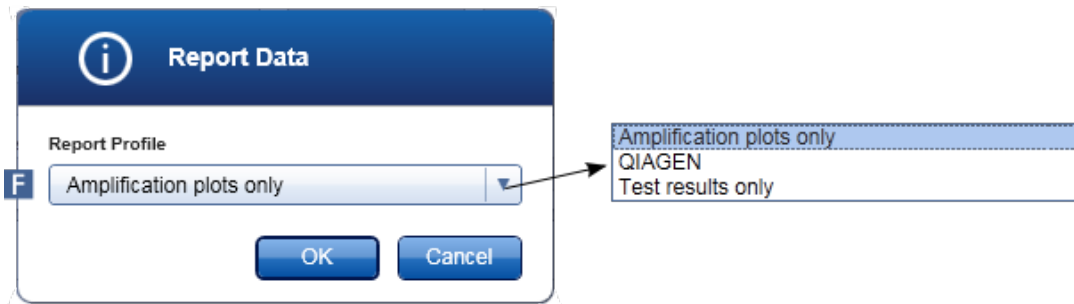 Report Data
Report Profile
F
Amplification plots only
OK
Cancel
Amplification plots only
QIAGEN
Test results only